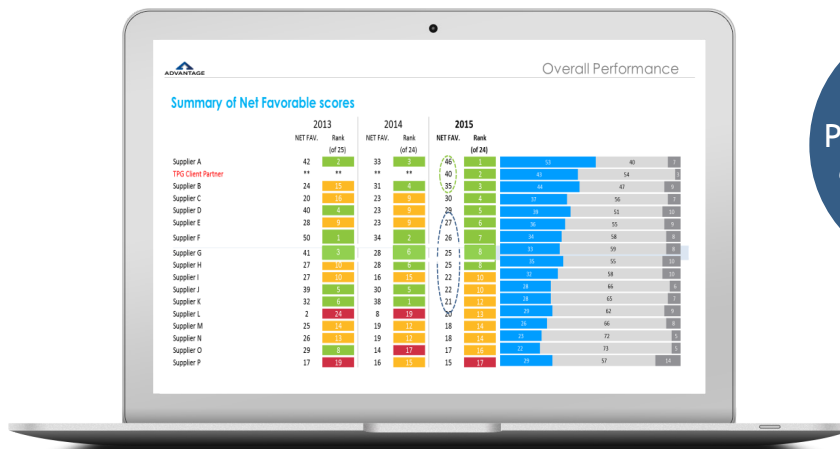 ADVANTAGE
Overall Performance
Summary of Net Favorable scores
2013 2014 2015
NET FAV. Rank NET FAV. Rank NET FAV. Rank
(of 25) (of 24) (of 24)
Supplier A 42 2 33 3 46 1 53 40 7
TPG Client Partner ** ** ** ** 40 2 43 54 3
Supplier B 24 15 31 4 35 3 44 47 9
Supplier C 20 16 23 9 30 4 37 56 7
Supplier D 40 4 23 9 29 5 39 51 10
Supplier E 28 9 23 9 27 6 36 55 9
Supplier F 50 1 34 2 26 7 34 58 8
Supplier G 41 3 28 6 25 8 33 59 8
Supplier H 27 10 28 6 25 8 35 55 10
Supplier I 27 10 16 15 22 10 32 58 10
Supplier J 39 5 30 5 22 10 28 66 6
Supplier K 32 6 38 1 21 12 28 65 7
Supplier L 2 24 8 19 20 13 29 62 9
Supplier M 25 14 19 12 18 14 26 66 8
Supplier N 26 13 19 12 18 14 23 72 5
Supplier O 29 8 14 17 17 16 22 73 5
Supplier P 17 19 16 15 15 17 29 57 14